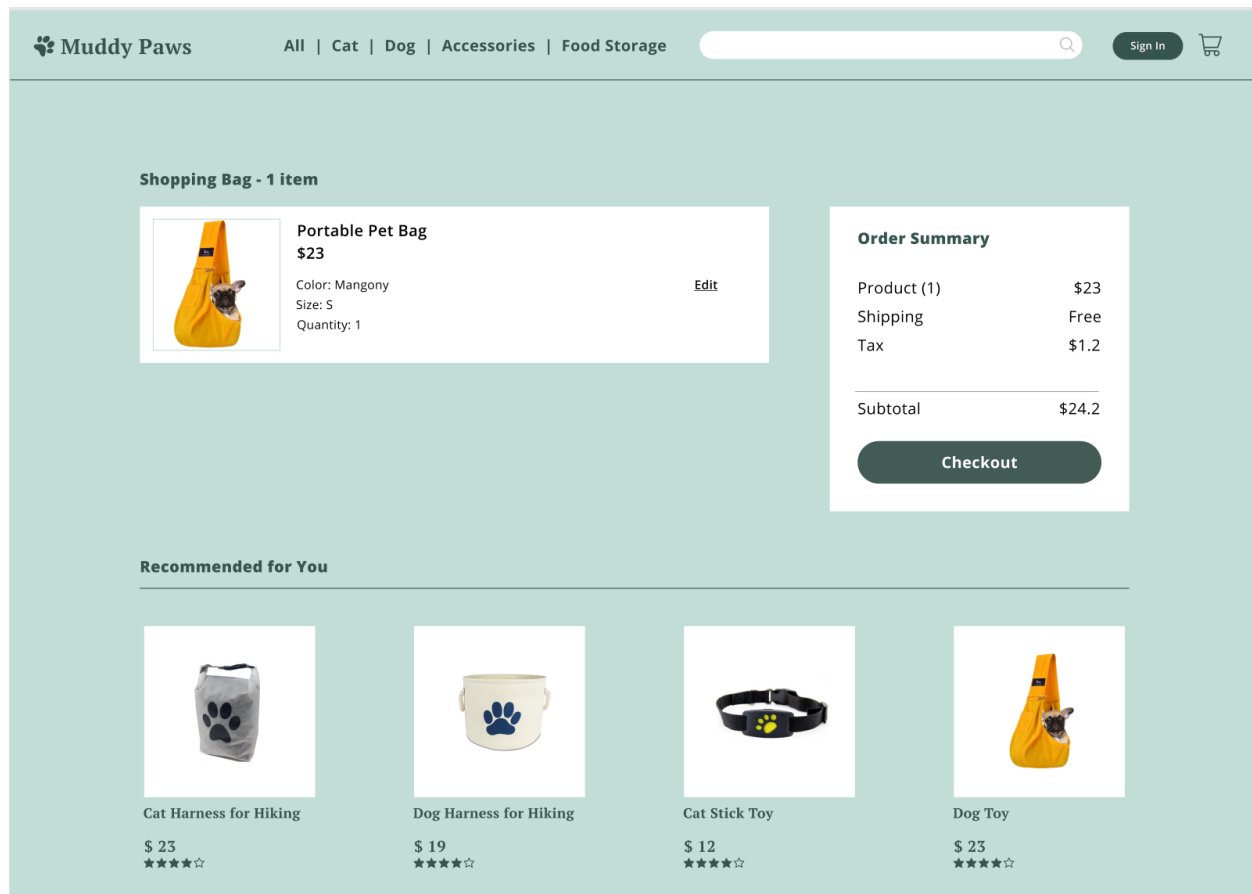 Muddy Paws
All | Cat | Dog | Accessories | Food Storage
Sign In
Shopping Bag - 1 item
Portable Pet Bag
$23
Color: Mangony
Size: S
Quantity: 1
Edit
Order Summary
Product (1) $23
Shipping Free
Tax $1.2
Subtotal $24.2
Checkout
Recommended for You
Cat Harness for Hiking
$ 23
Dog Harness for Hiking
$ 19
Cat Stick Toy
$ 12
Dog Toy
$ 23